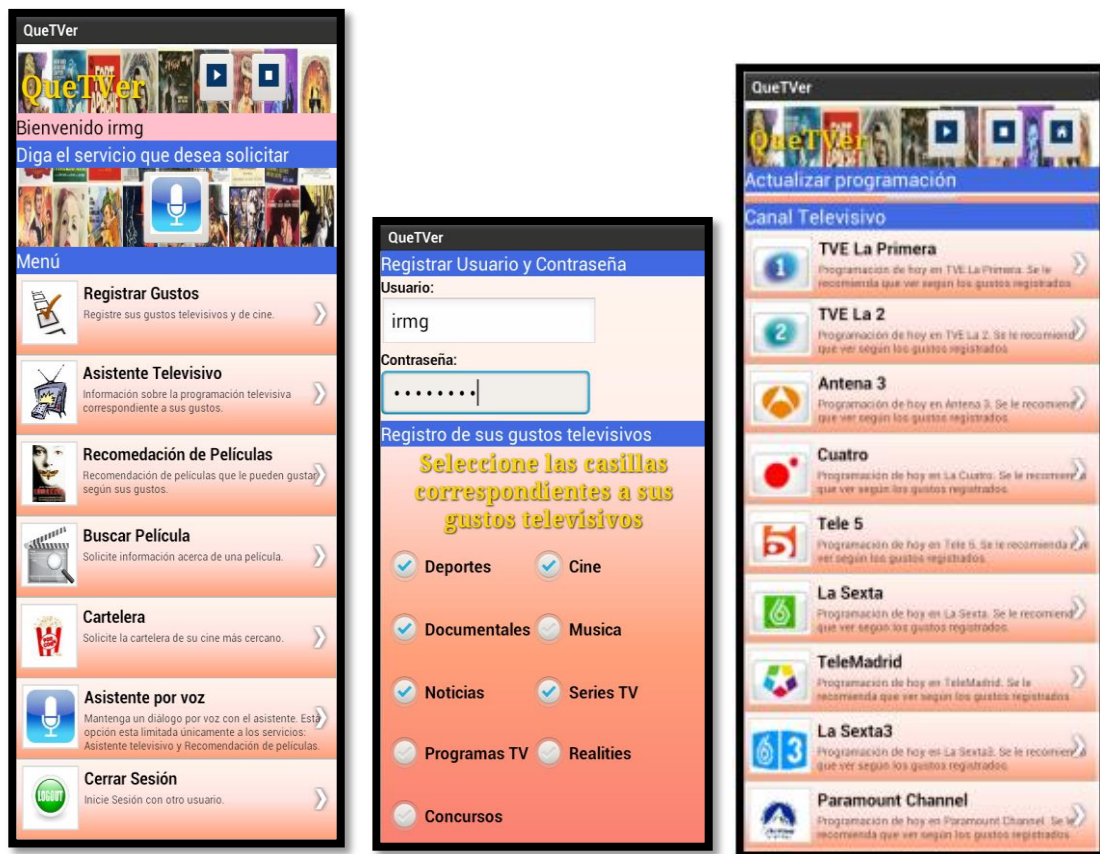 QueTVer
QueTVer
Bienvenido irmg
Diga el servicio que desea solicitar
Menú
Registrar Gustos
Registre sus gustos televisivos y de cine.
Asistente Televisivo
Información sobre la programación televisiva
correspondiente a sus gustos.
Recomedación de Películas
Recomendación de películas que le pueden gustar
según sus gustos.
Buscar Película
Solicite información acerca de una película.
Cartelera
Solicite la cartelera de su cine más cercano.
Asistente por voz
Mantenga un diálogo por voz con el asistente. Está
opción esta limitada únicamente a los servicios:
Asistente televisivo y Recomendación de películas.
LOGOUT
Cerrar Sesión
Inicie Sesión con otro usuario.
QueTVer
Registrar Usuario y Contraseña
Usuario:
irmg
Contraseña:
Registro de sus gustos televisivos
Seleccione las casillas
correspondientes a sus
gustos televisivos
Deportes Cine
Documentales Musica
Noticias Series TV
Programas TV Realities
Concursos
QueTVer
QueTVer
Actualizar programación
Canal Televisivo
1
TVE La Primera
Programación de hoy en TVE La Primera. Se le
recomienda que ver según los gustos registrados.
2
TVE La 2
Programación de hoy en TVE La 2. Se le recomienda
que ver según los gustos registrados.
Antena 3
Programación de hoy en Antena 3. Se le recomienda
que ver según los gustos registrados.
Cuatro
Programación de hoy en La Cuatro. Se le recomienda
que ver según los gustos registrados.
5
Tele 5
Programación de hoy en Tele 5. Se le recomienda que
ver según los gustos registrados.
6
La Sexta
Programación de hoy en La Sexta. Se le recomienda
que ver según los gustos registrados.
TeleMadrid
Programación de hoy en TeleMadrid. Se le
recomienda que ver según los gustos registrados.
6 3
La Sexta3
Programación de hoy en La Sexta3. Se le recomienda
que ver según los gustos registrados.
Paramount Channel
Programación de hoy en Paramount Channel. Se le
recomienda que ver según los gustos registrados.